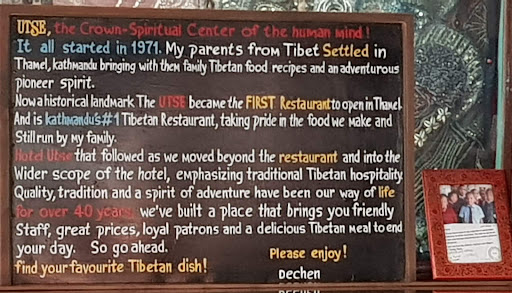 UTSE, the Crown-Spiritual Center of the human mind!
It all started in 1971. My parents from Tibet Settled in
Thamel, kathmandu bringing with them family Tibetan food recipes and an adventurous
pioneer spirit.
Now a historical landmark The UTSE became the FIRST Restaurant to open in Thamel.
And is kathmandu's #1 Tibetan Restaurant, taking pride in the food we make and
Still run by my family.
Hotel Utse that followed as we moved beyond the restaurant and into the
Wider scope of the hotel, emphasizing traditional Tibetan hospitality.
Quality, tradition and a spirit of adventure have been our way of life
for over 40 years, we've built a place that brings you friendly
Staff, great prices, loyal patrons and a delicious Tibetan meal to end
your day. So go ahead.
find your favourite Tibetan dish!
Please enjoy!
Dechen